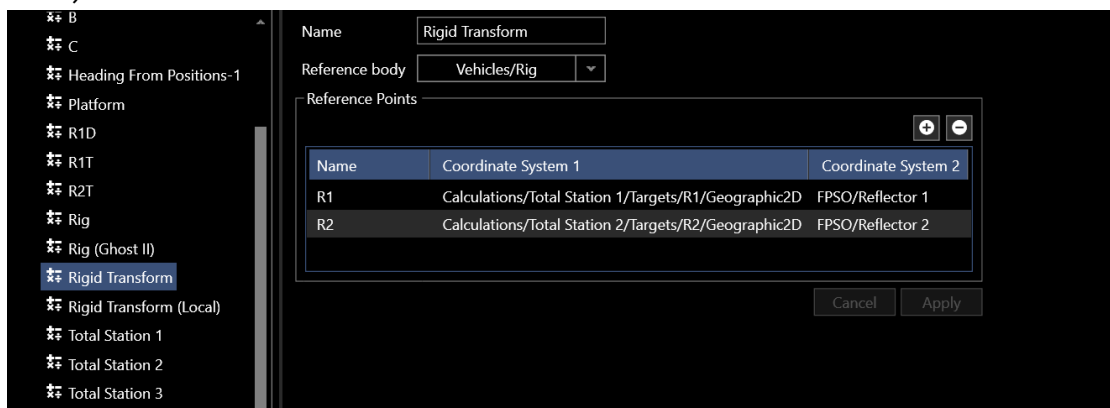 B
C
Heading From Positions-1
Platform
R1D
R1T
R2T
Rig
Rig (Ghost II)
Rigid Transform
Rigid Transform (Local)
Total Station 1
Total Station 2
Total Station 3
Name Rigid Transform
Reference body Vehicles/Rig
Reference Points
Name Coordinate System 1 Coordinate System 2
R1 Calculations/Total Station 1/Targets/R1/Geographic2D FPSO/Reflector 1
R2 Calculations/Total Station 2/Targets/R2/Geographic2D FPSO/Reflector 2
Cancel Apply